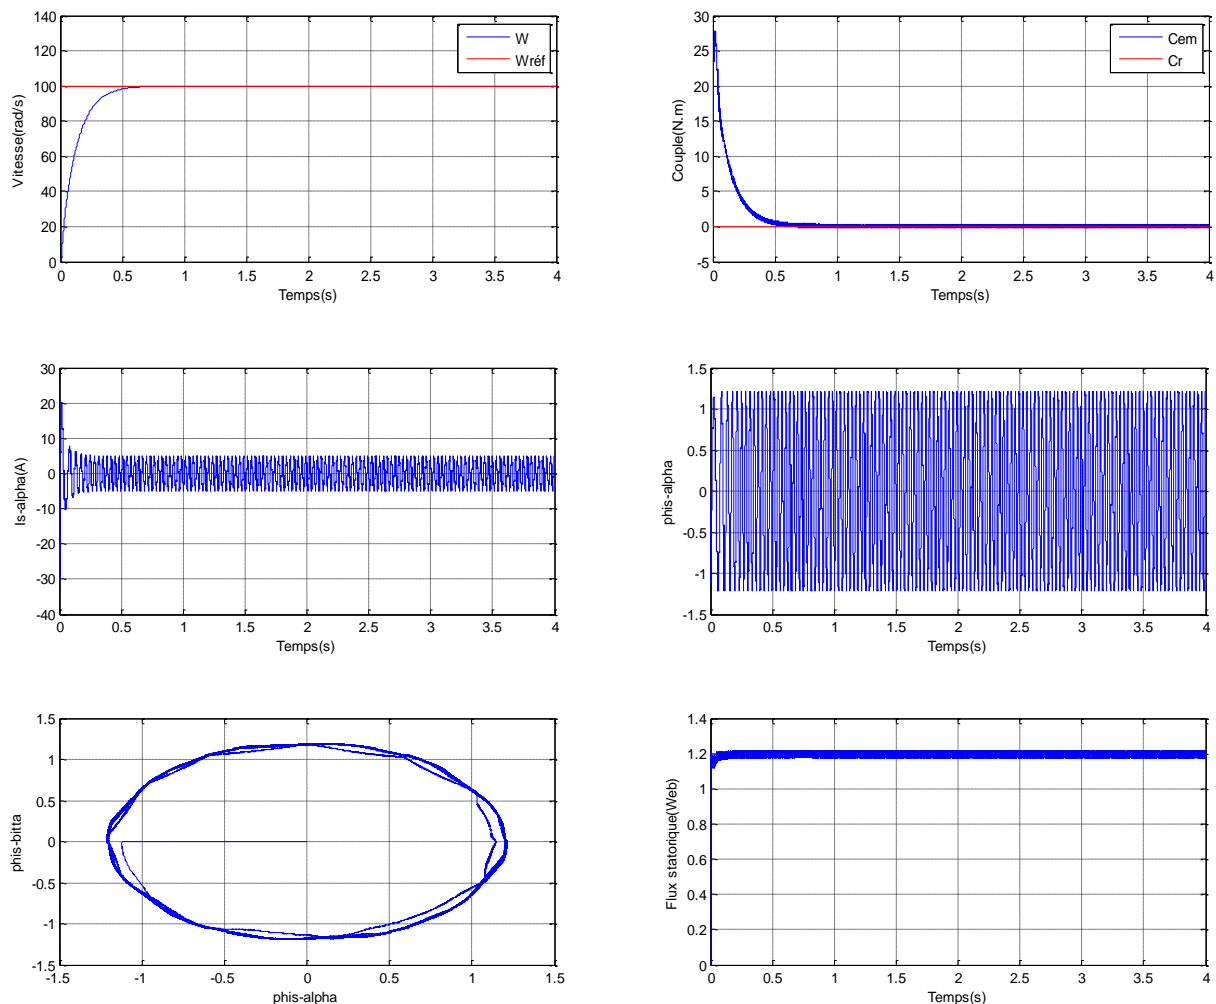 140
120
100
80
60
40
20
0
Vitesse(rad/s)
W
Wréf
0 0.5 1 1.5 2 2.5 3 3.5 4
Temps(s)
30
25
20
15
10
5
0
-5
Couple(N.m)
Cem
Cr
0 0.5 1 1.5 2 2.5 3 3.5 4
Temps(s)
30
20
10
0
-10
-20
-30
-40
Is-alpha(A)
0 0.5 1 1.5 2 2.5 3 3.5 4
Temps(s)
1.5
1
0.5
0
-0.5
-1
-1.5
phis-alpha
0 0.5 1 1.5 2 2.5 3 3.5 4
Temps(s)
1.5
1
0.5
0
-0.5
-1
-1.5
phis-bitta
-1.5 -1 -0.5 0 0.5 1 1.5
phis-alpha
1.4
1.2
1
0.8
0.6
0.4
0.2
0
Flux statorique(Web)
0 0.5 1 1.5 2 2.5 3 3.5 4
Temps(s)